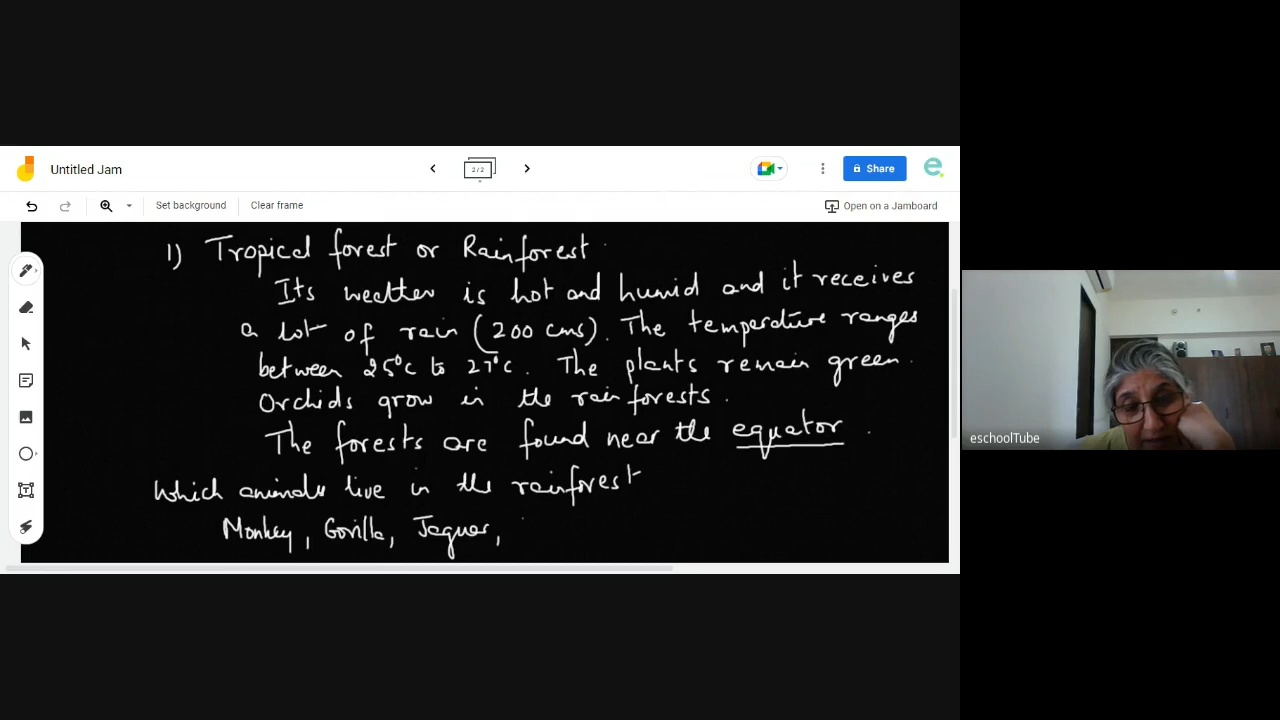 Untitled Jam
2/2
Share
Set background
Clear frame
Open on a Jamboard
1) Tropical forest or Rainforest.
Its weather is hot and humid and it receives
a lot of rain (200 cms). The temperature ranges
between 25°c to 27°c. The plants remain green.
Orchids grow in the rain forests.
The forests are found near the equator.
Which animals live in the rainforest
Monkey, Gorilla, Jaguar,
eschoolTube